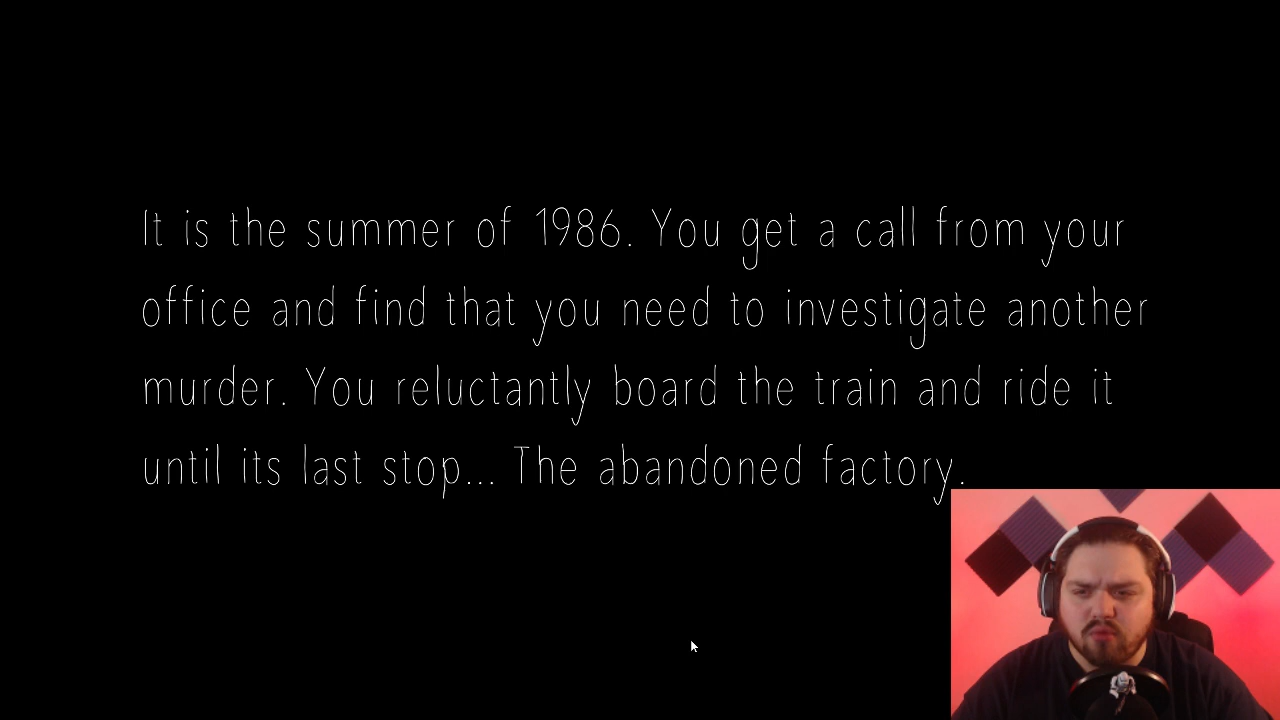 It is the summer of 1986. You get a call from your
office and find that you need to investigate another
murder. You reluctantly board the train and ride it
until its last stop... The abandoned factory.